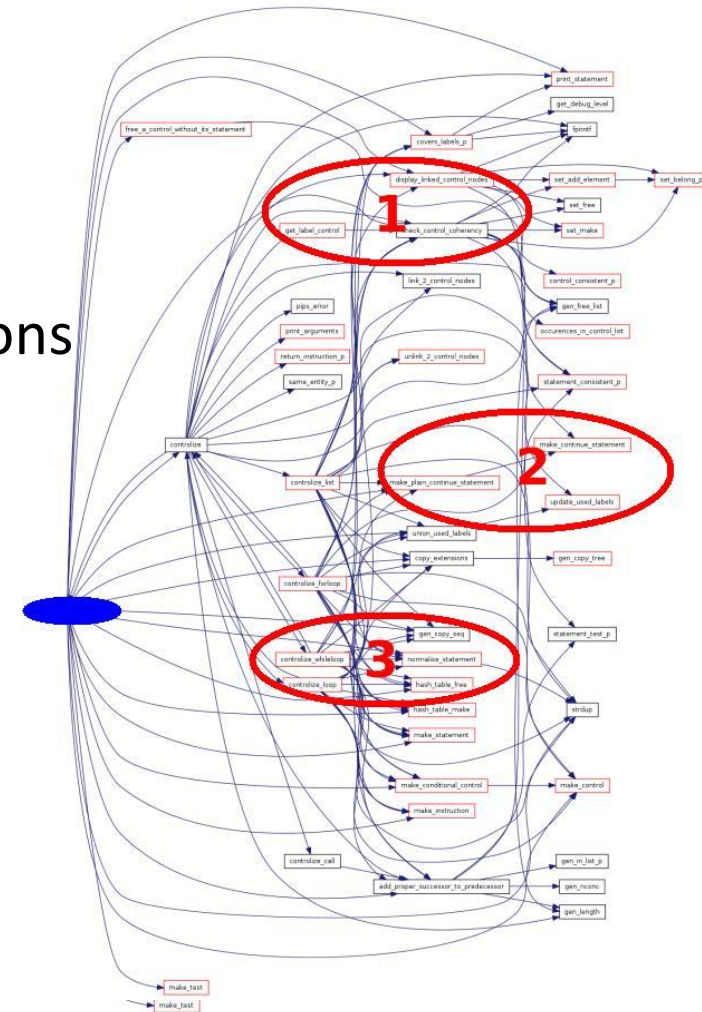 print_statement
get_debug_level
free_a_control_without_its_statement
fprintf
covers_labels_p
display_linked_control_nodes
set_add_element
set_belong_p
set_free
1
get_label_control
check_control_coherency
set_make
link_2_control_nodes
control_consistent_p
gen_free_list
pips_error
ons
print_arguments
occurences_in_control_list
return_instruction_p
unlink_2_control_nodes
same_entity_p
statement_consistent_p
controlize
make_continue_statement
2
controlize_list
make_plain_continue_statement
update_used_labels
union_used_labels
copy_extensions
gen_copy_tree
controlize_forloop
gen_copy_seq
statement_test_p
3
controlize_whileloop
normalize_statement
controlize_loop
hash_table_free
hash_table_make
strdup
make_statement
make_conditional_control
make_control
make_instruction
controlize_call
gen_in_list_p
add_proper_successor_to_predecessor
gen_nconc
gen_length
make_test
make_test